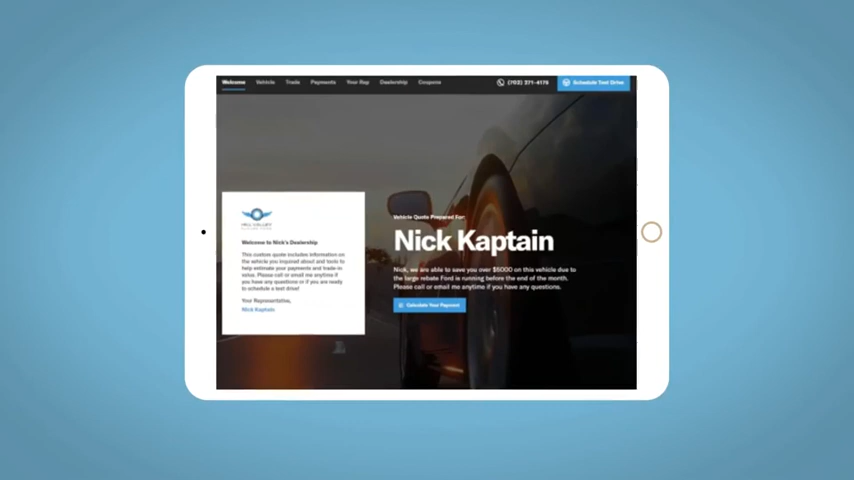 Welcome Vehicle Trade Payments Your Rep Dealership Coupons (702) 371-4175 Schedule Test Drive
Welcome to Nick's Dealership
This custom quote includes information on
the vehicle you inquired about and tools to
help estimate your payments and trade-in
value. Please call or email me anytime if
you have any questions or if you are ready
to schedule a test drive!
Your Representative,
Nick Kaptain
Vehicle Quote Prepared For:
Nick Kaptain
Nick, we are able to save you over $5000 on this vehicle due to
the large rebate Ford is running before the end of the month.
Please call or email me anytime if you have any questions.
Calculate Your Payment